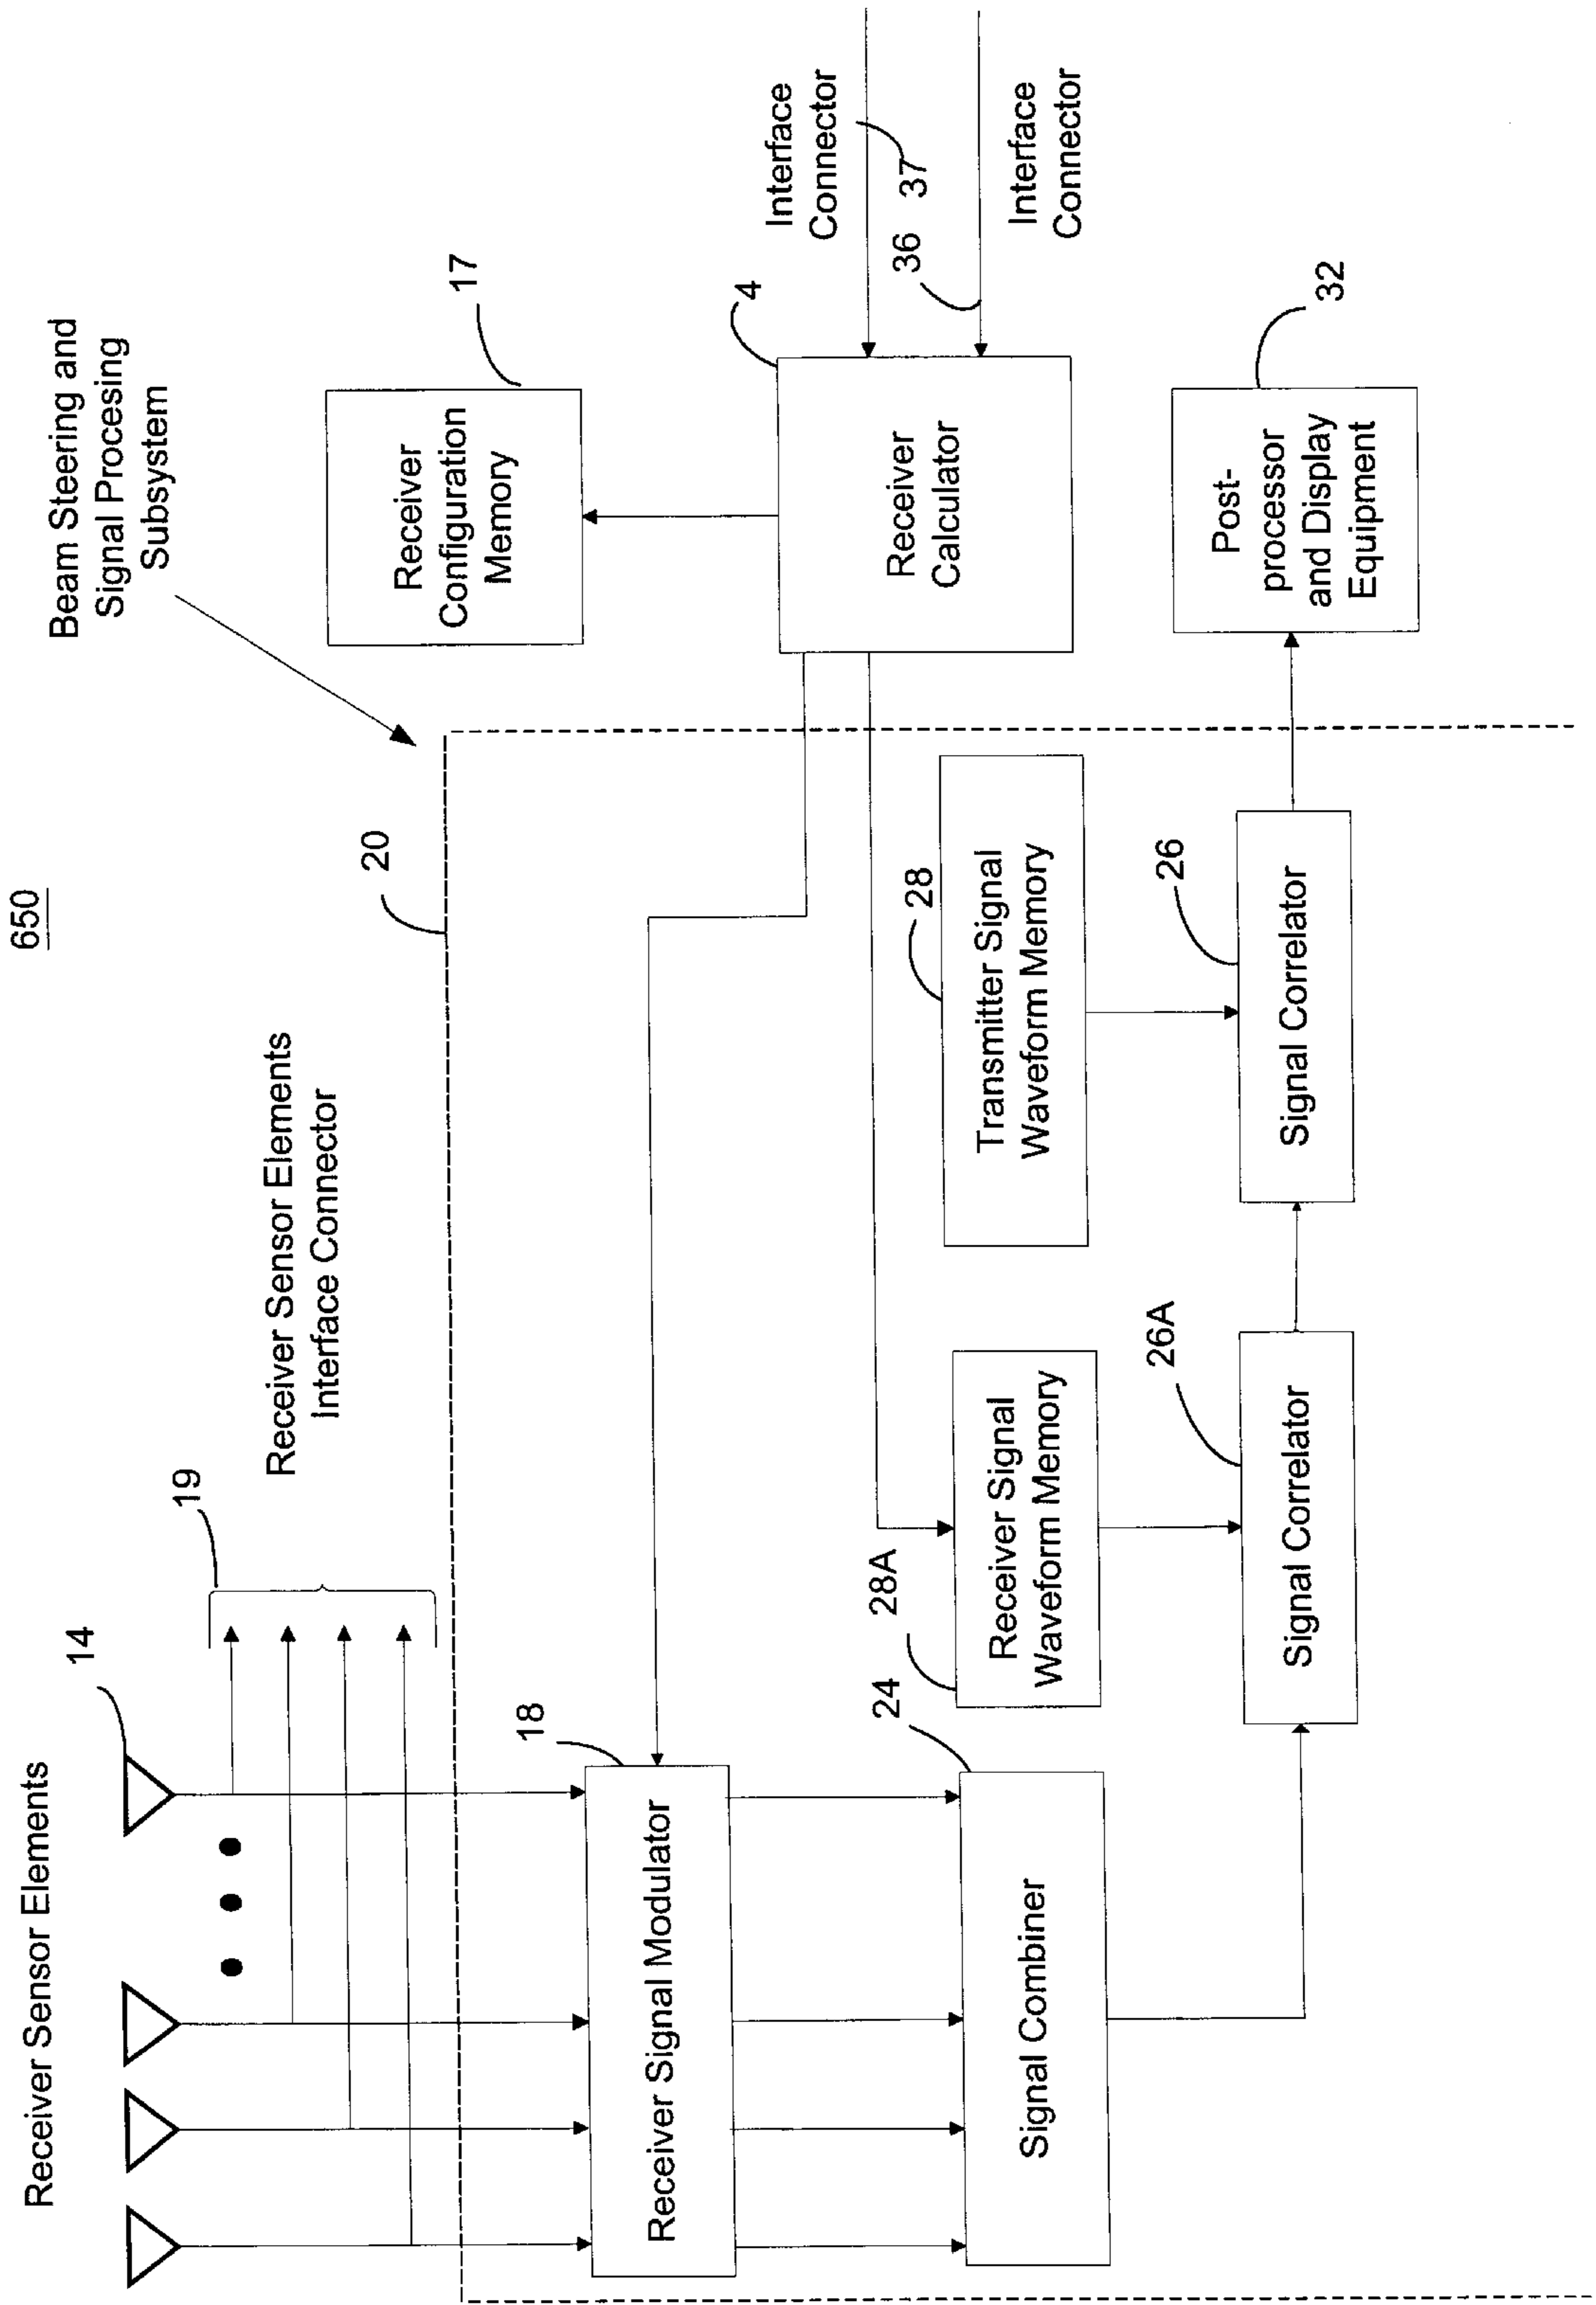 650
Receiver Sensor Elements
14
19
Receiver Sensor Elements
Interface Connector
20
Beam Steering and
Signal Procesing
Subsystem
17
Receiver
Configuration
Memory
18
Receiver Signal Modulator
4
Receiver
Calculator
Interface
Connector
37
36
Interface
Connector
24
Signal Combiner
28A
Receiver Signal
Waveform Memory
28
Transmitter Signal
Waveform Memory
26A
Signal Correlator
26
Signal Correlator
32
Post-
processor
and Display
Equipment